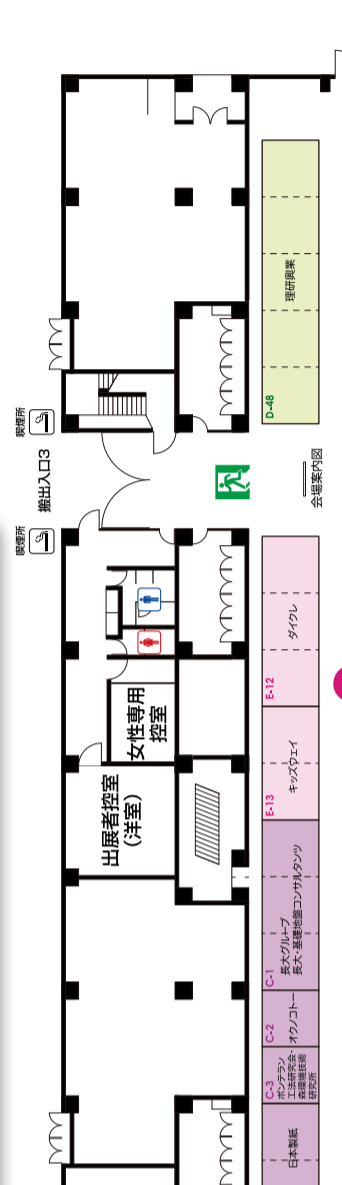 喫煙所
搬出入口3
喫煙所
理研興業
D-48
会場案内図
ダイクレ
E-12
キッズウェイ
E-13
女性専用
控室
出展者控室
(洋室)
長大グループ
長大・基礎地盤コンサルタンツ
C-1
オクノコトー
C-2
ボンテラン
工法研究会・
森環境技術
研究所
C-3
日本製紙